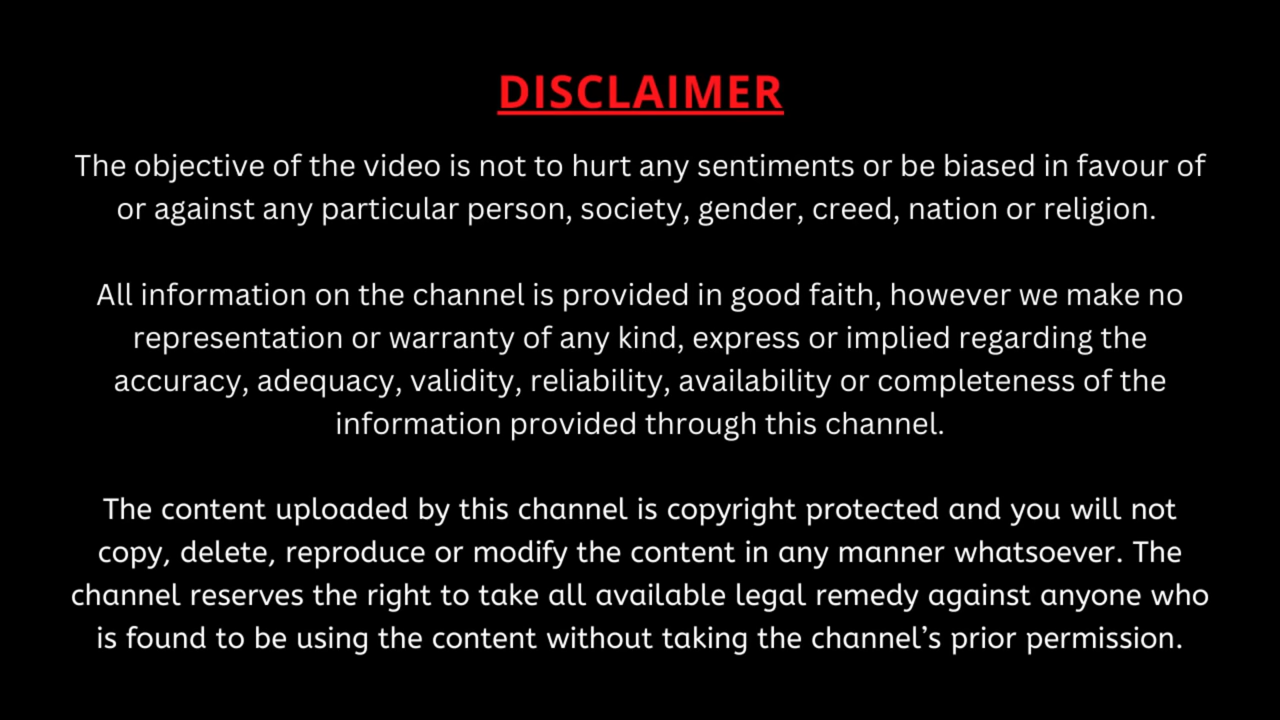 DISCLAIMER
The objective of the video is not to hurt any sentiments or be biased in favour of
or against any particular person, society, gender, creed, nation or religion.
All information on the channel is provided in good faith, however we make no
representation or warranty of any kind, express or implied regarding the
accuracy, adequacy, validity, reliability, availability or completeness of the
information provided through this channel.
The content uploaded by this channel is copyright protected and you will not
copy, delete, reproduce or modify the content in any manner whatsoever. The
channel reserves the right to take all available legal remedy against anyone who
is found to be using the content without taking the channel’s prior permission.